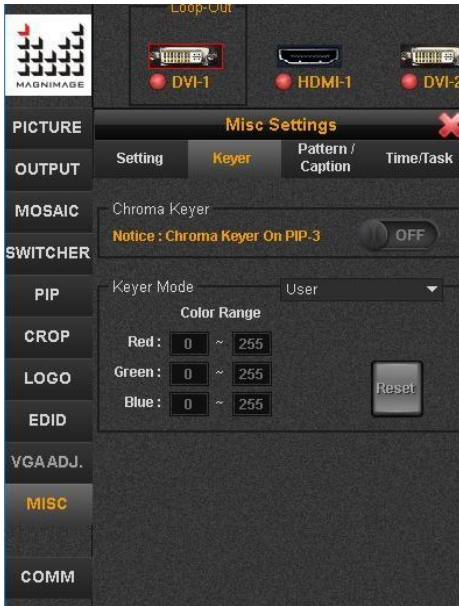 Loop-Out
MAGNIMAGE
DVI-1
HDMI-1
DVI-2
PICTURE
OUTPUT
MOSAIC
SWITCHER
PIP
CROP
LOGO
EDID
VGA ADJ.
MISC
COMM
Misc Settings
Setting
Keyer
Pattern /
Caption
Time/Task
Chroma Keyer
Notice : Chroma Keyer On PIP-3
OFF
Keyer Mode
User
Color Range
Red : 0 ~ 255
Green : 0 ~ 255
Blue : 0 ~ 255
Reset